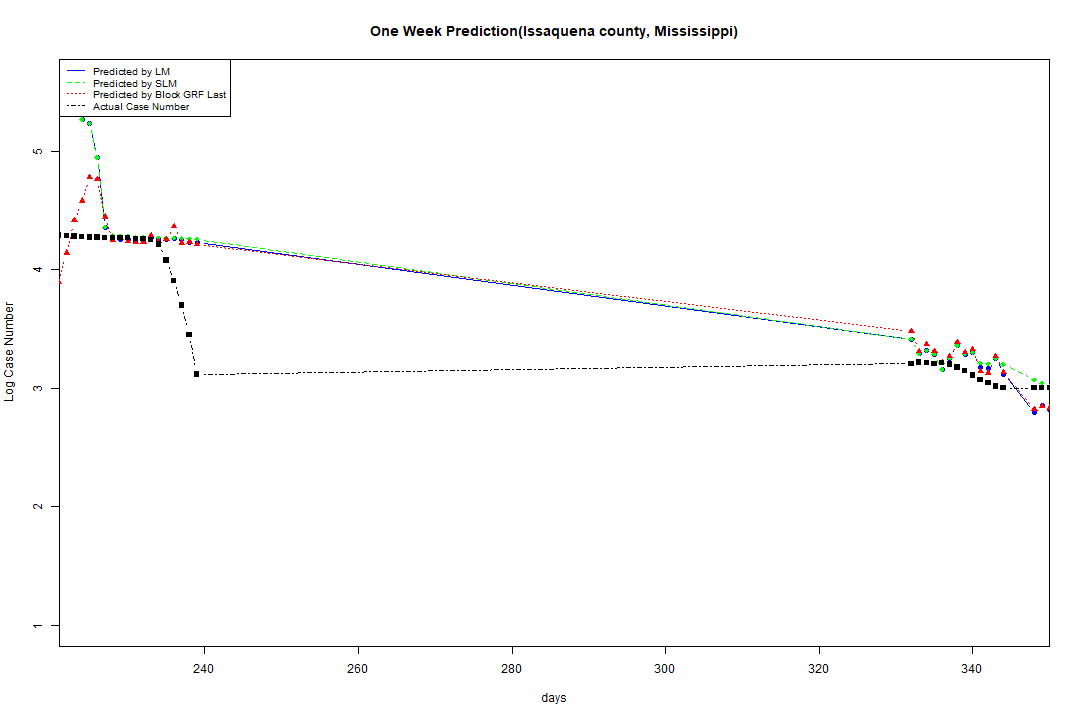 One Week Prediction(Issaquena county, Mississippi)
Predicted by LM
Predicted by SLM
Predicted by Block GRF Last
Actual Case Number
5
4
3
2
1
Log Case Number
240 260 280 300 320 340
days